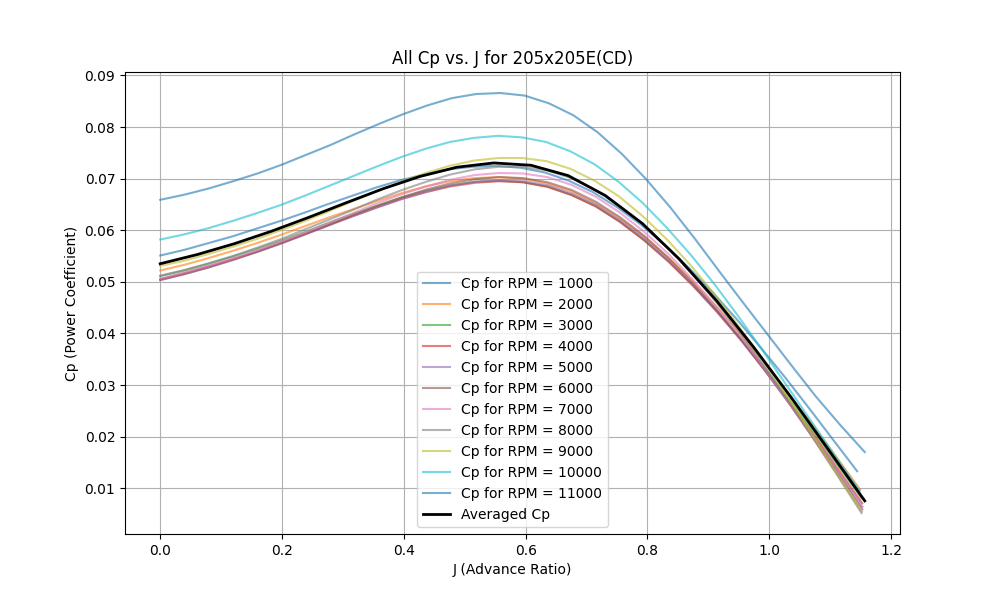 All Cp vs. J for 205x205E(CD)
Cp (Power Coefficient)
0.09
0.08
0.07
0.06
0.05
0.04
0.03
0.02
0.01
Cp for RPM = 1000
Cp for RPM = 2000
Cp for RPM = 3000
Cp for RPM = 4000
Cp for RPM = 5000
Cp for RPM = 6000
Cp for RPM = 7000
Cp for RPM = 8000
Cp for RPM = 9000
Cp for RPM = 10000
Cp for RPM = 11000
Averaged Cp
0.0 0.2 0.4 0.6 0.8 1.0 1.2
J (Advance Ratio)